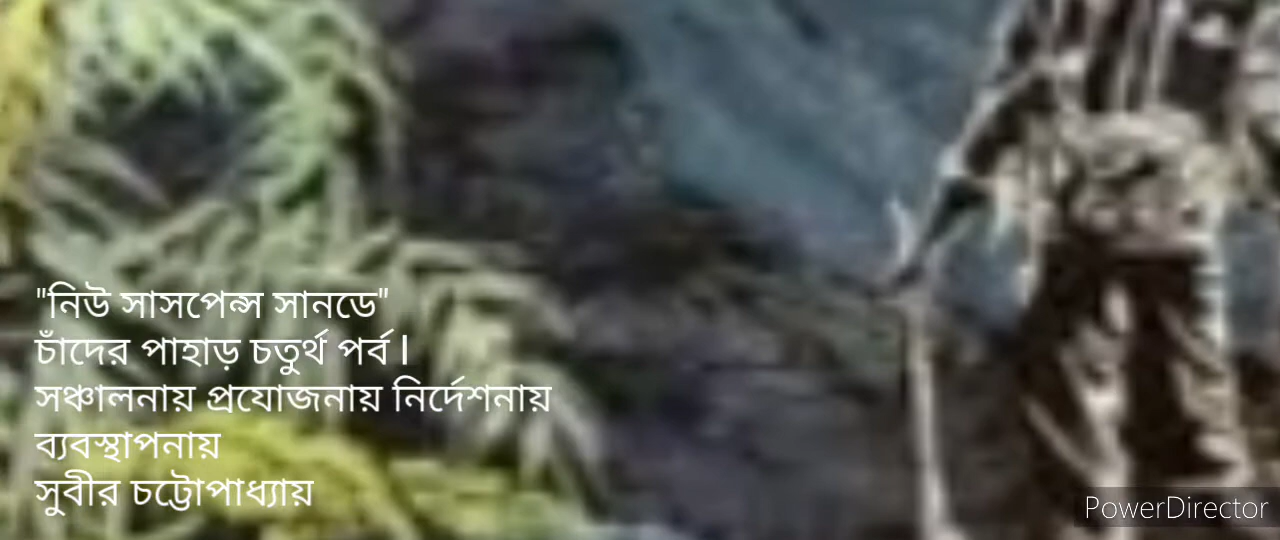 "নিউ সাসপেন্স সানডে"
চাঁদের পাহাড় চতুর্থ পর্ব।
সঞ্চালনায় প্রযোজনায় নির্দেশনায়
ব্যবস্থাপনায়
সুবীর চট্টোপাধ্যায়
PowerDirector